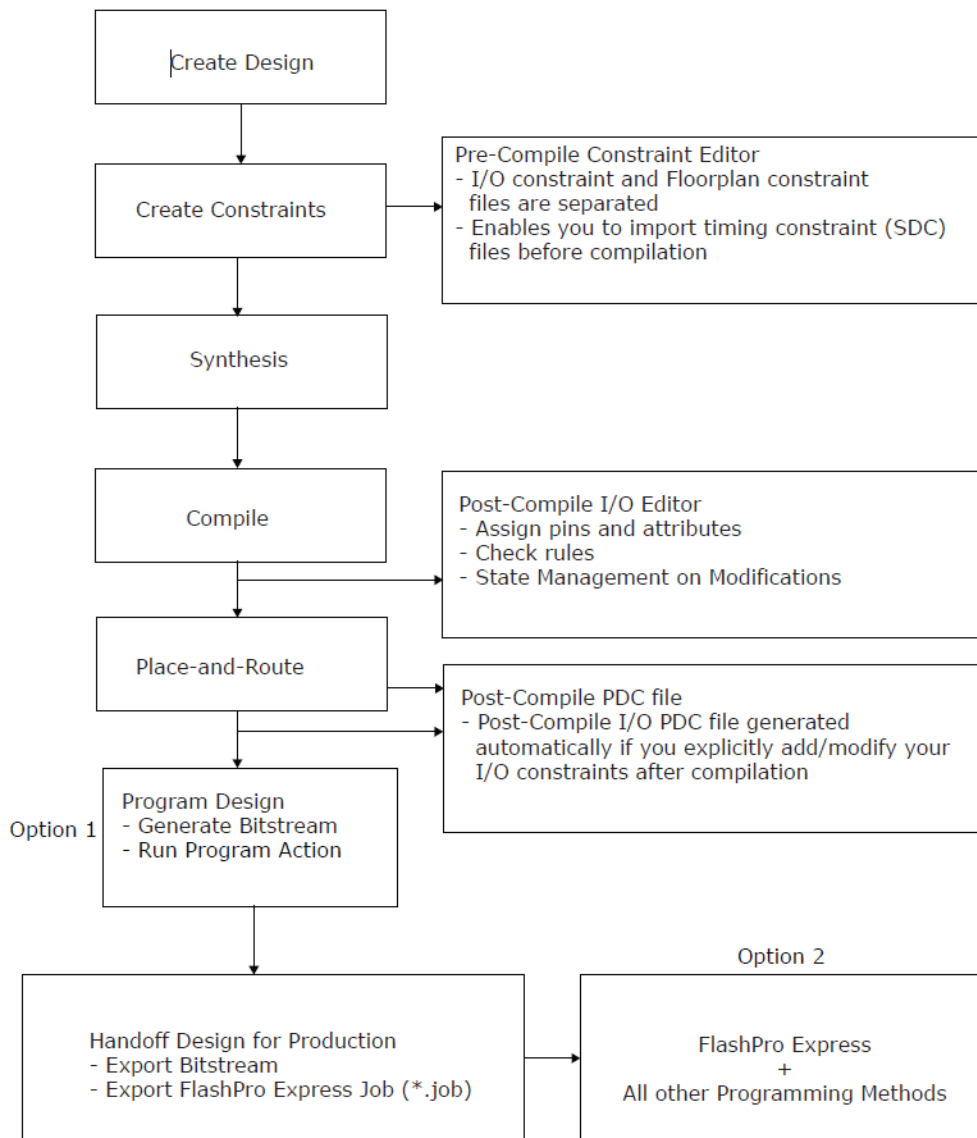 Create Design
Create Constraints
Pre-Compile Constraint Editor
- I/O constraint and Floorplan constraint
files are separated
- Enables you to import timing constraint (SDC)
files before compilation
Synthesis
Compile
Post-Compile I/O Editor
- Assign pins and attributes
- Check rules
- State Management on Modifications
Place-and-Route
Post-Compile PDC file
- Post-Compile I/O PDC file generated
automatically if you explicitly add/modify your
I/O constraints after compilation
Option 1
Program Design
- Generate Bitstream
- Run Program Action
Handoff Design for Production
- Export Bitstream
- Export FlashPro Express Job (*.job)
Option 2
FlashPro Express
+
All other Programming Methods